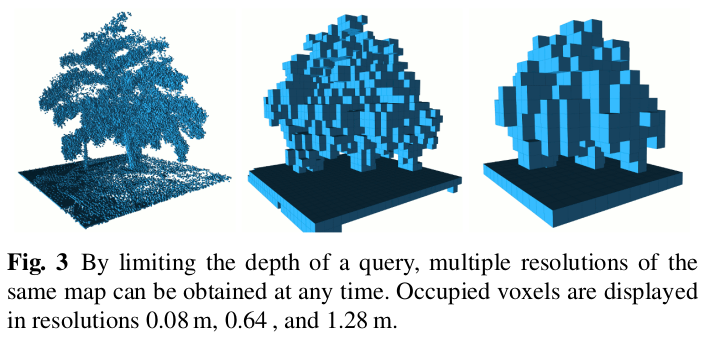 Fig. 3 By limiting the depth of a query, multiple resolutions of the
same map can be obtained at any time. Occupied voxels are displayed
in resolutions 0.08 m, 0.64 , and 1.28 m.